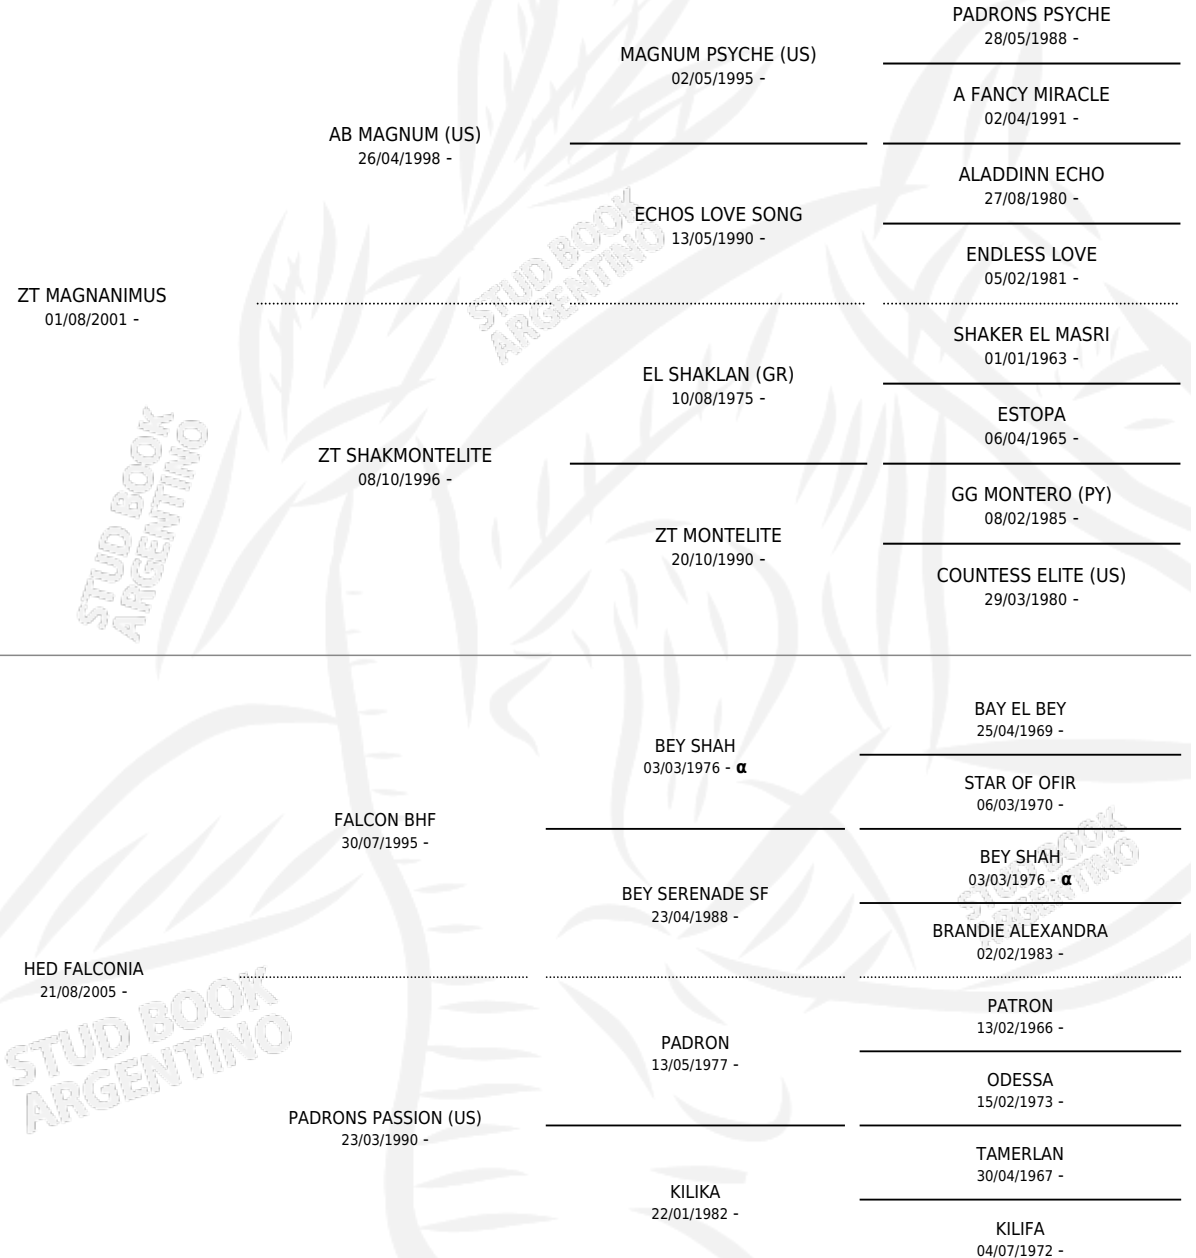 PADRONS PSYCHE
28/05/1988 -
MAGNUM PSYCHE (US)
02/05/1995 -
A FANCY MIRACLE
02/04/1991 -
AB MAGNUM (US)
26/04/1998 -
ALADDINN ECHO
27/08/1980 -
ECHOS LOVE SONG
13/05/1990 -
ENDLESS LOVE
05/02/1981 -
ZT MAGNANIMUS
01/08/2001 -
SHAKER EL MASRI
01/01/1963 -
EL SHAKLAN (GR)
10/08/1975 -
ESTOPA
06/04/1965 -
ZT SHAKMONTELITE
08/10/1996 -
GG MONTERO (PY)
08/02/1985 -
ZT MONTELITE
20/10/1990 -
COUNTESS ELITE (US)
29/03/1980 -
BAY EL BEY
25/04/1969 -
BEY SHAH
03/03/1976 - α
STAR OF OFIR
06/03/1970 -
FALCON BHF
30/07/1995 -
BEY SHAH
03/03/1976 - α
BEY SERENADE SF
23/04/1988 -
BRANDIE ALEXANDRA
02/02/1983 -
HED FALCONIA
21/08/2005 -
PATRON
13/02/1966 -
PADRON
13/05/1977 -
ODESSA
15/02/1973 -
PADRONS PASSION (US)
23/03/1990 -
TAMERLAN
30/04/1967 -
KILIKA
22/01/1982 -
KILIFA
04/07/1972 -
STUD BOOK
ARGENTINO
STUD BOOK
ARGENTINO
STUD BOOK
ARGENTINO
STUD BOOK
ARGENTINO